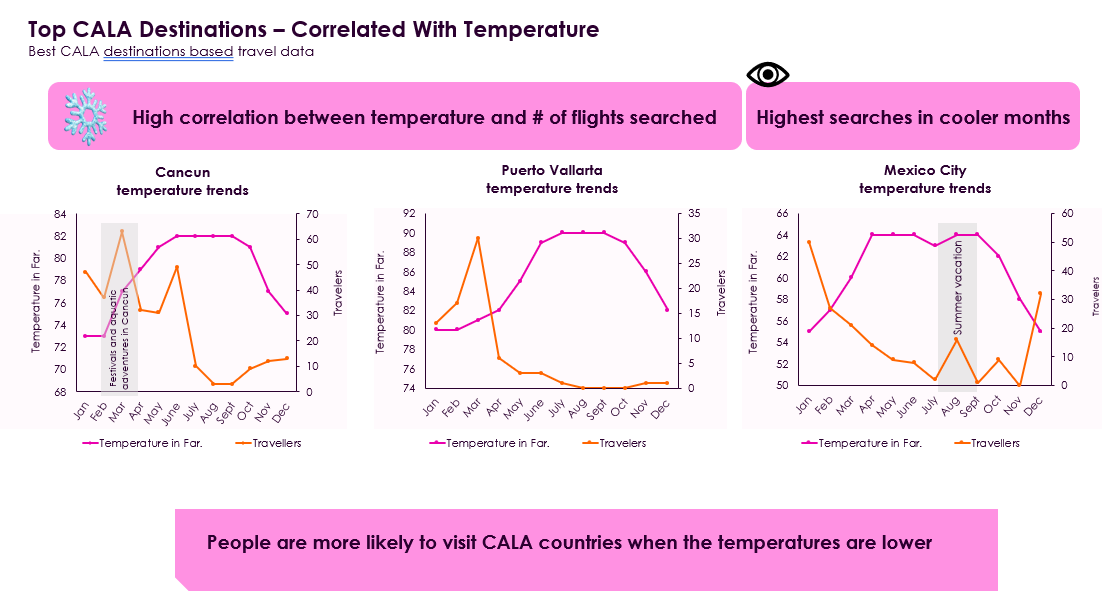 Top CALA Destinations – Correlated With Temperature
Best CALA destinations based travel data
High correlation between temperature and # of flights searched
Highest searches in cooler months
Cancun
temperature trends
84
82
80
78
76
74
72
70
68
Temperature in Far.
70
60
50
40
30
20
10
0
Travelers
Festivals and aquatic
adventures in Cancun
Jan
Feb
Mar
Apr
May
June
July
Aug
Sept
Oct
Nov
Dec
Temperature in Far.
Travellers
Puerto Vallarta
temperature trends
92
90
88
86
84
82
80
78
76
74
Temperature in Far.
35
30
25
20
15
10
5
0
Travelers
Jan
Feb
Mar
Apr
May
June
July
Aug
Sept
Oct
Nov
Dec
Temperature in Far.
Travelers
Mexico City
temperature trends
66
64
62
60
58
56
54
52
50
Temperature in Far.
60
50
40
30
20
10
0
Travelers
Summer vacation
Jan
Feb
Mar
Apr
May
June
July
Aug
Sept
Oct
Nov
Dec
Temperature in Far.
Travellers
People are more likely to visit CALA countries when the temperatures are lower